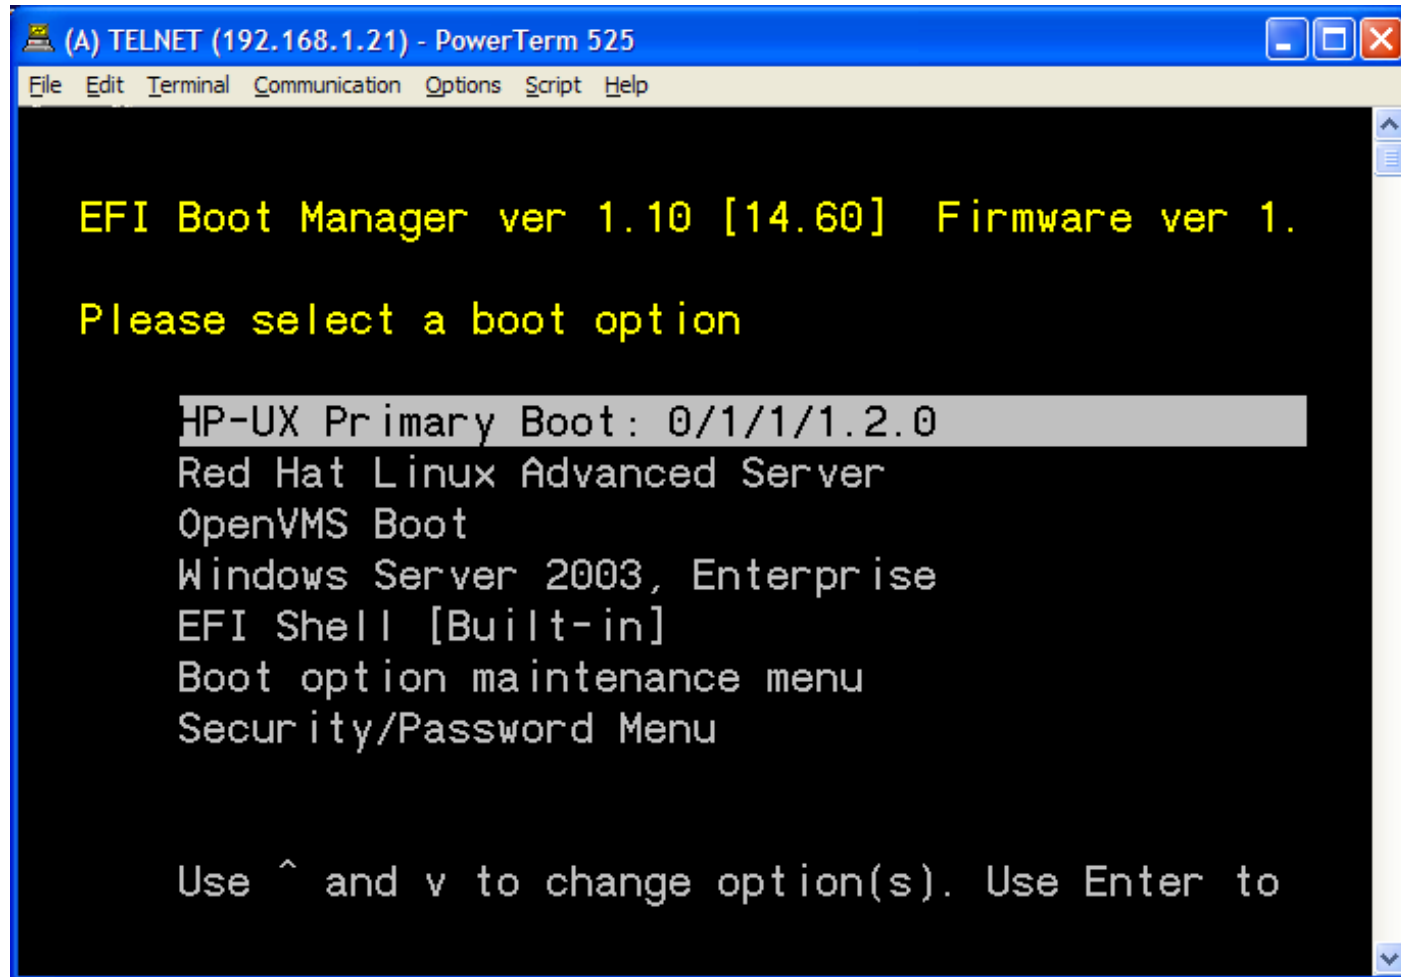 (A) TELNET (192.168.1.21) - PowerTerm 525
File Edit Terminal Communication Options Script Help
EFI Boot Manager ver 1.10 [14.60]  Firmware ver 1.
Please select a boot option
HP-UX Primary Boot: 0/1/1/1.2.0
Red Hat Linux Advanced Server
OpenVMS Boot
Windows Server 2003, Enterprise
EFI Shell [Built-in]
Boot option maintenance menu
Security/Password Menu
Use ^ and v to change option(s). Use Enter to